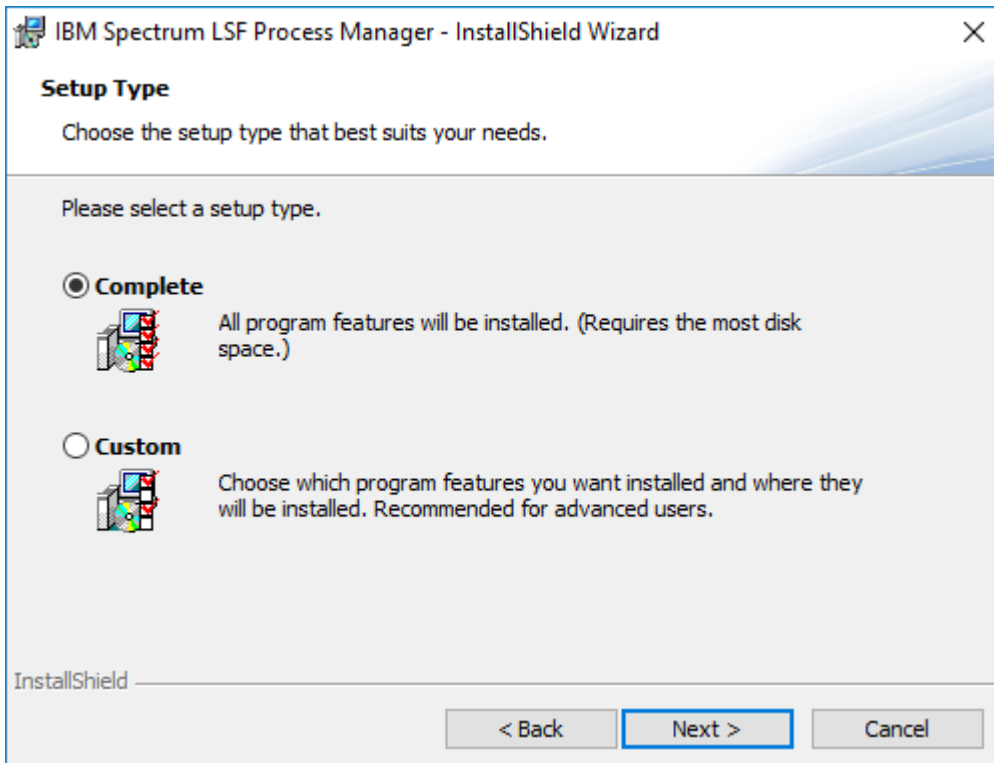 IBM Spectrum LSF Process Manager - InstallShield Wizard
Setup Type
Choose the setup type that best suits your needs.
Please select a setup type.
Complete
All program features will be installed. (Requires the most disk
space.)
Custom
Choose which program features you want installed and where they
will be installed. Recommended for advanced users.
InstallShield
< Back Next > Cancel